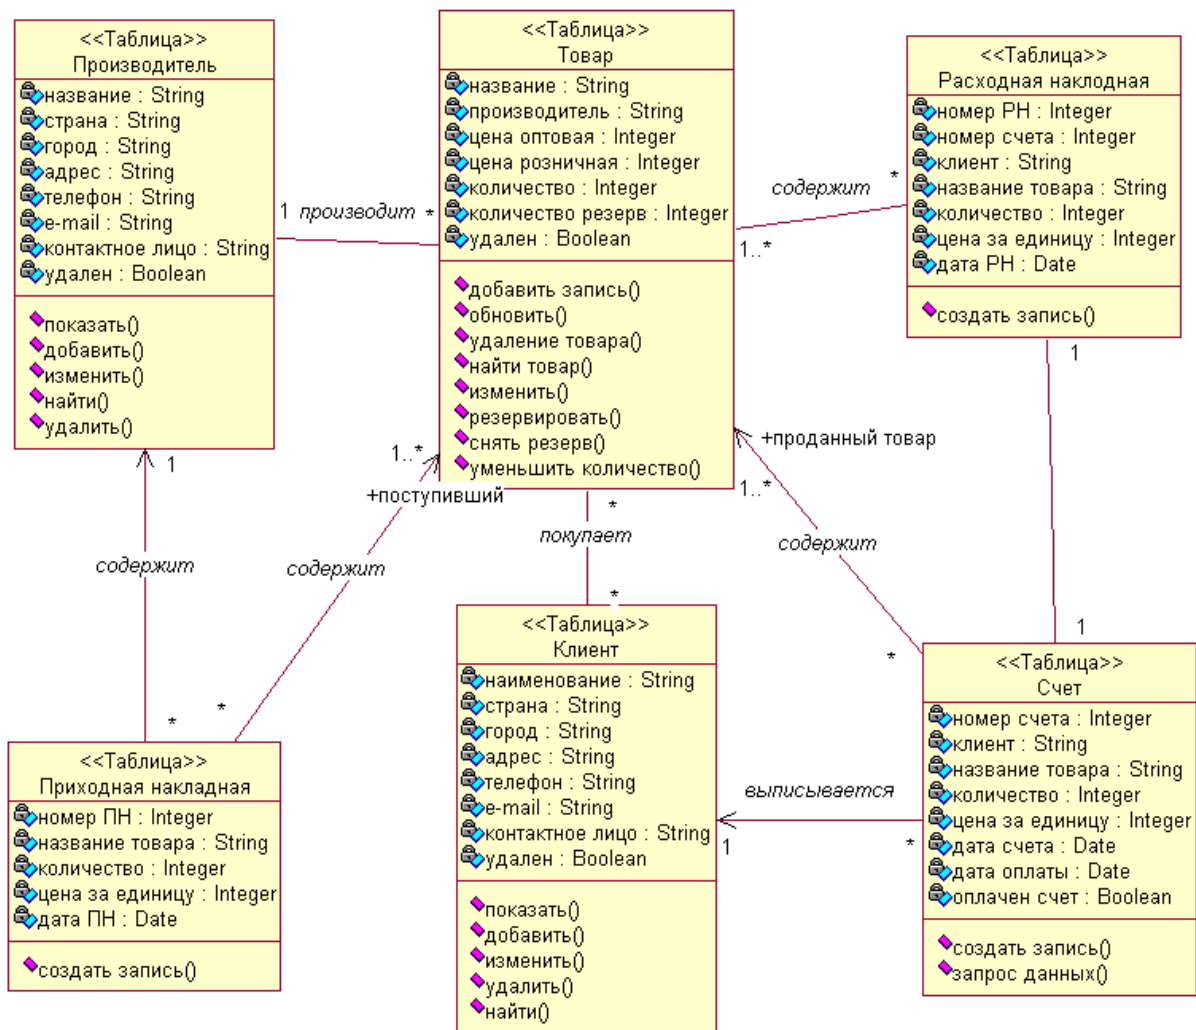 <<Таблица>>
Производитель
название : String
страна : String
город : String
адрес : String
телефон : String
e-mail : String
контактное лицо : String
удален : Boolean
показать()
добавить()
изменить()
найти()
удалить()
1 производит *
<<Таблица>>
Товар
название : String
производитель : String
цена оптовая : Integer
цена розничная : Integer
количество : Integer
количество резерв : Integer
удален : Boolean
добавить запись()
обновить()
удаление товара()
найти товар()
изменить()
резервировать()
снять резерв()
уменьшить количество()
содержит
*
1..*
<<Таблица>>
Расходная наклодная
номер РН : Integer
номер счета : Integer
клиент : String
название товара : String
количество : Integer
цена за единицу : Integer
дата РН : Date
создать запись()
1
1
1
содержит
*
1..*
+поступивший
содержит
*
*
покупает
*
+проданный товар
1..*
содержит
*
<<Таблица>>
Приходная накладная
номер ПН : Integer
название товара : String
количество : Integer
цена за единицу : Integer
дата ПН : Date
создать запись()
<<Таблица>>
Клиент
наименование : String
страна : String
город : String
адрес : String
телефон : String
e-mail : String
контактное лицо : String
удален : Boolean
показать()
добавить()
изменить()
удалить()
найти()
выписывается
1
*
<<Таблица>>
Счет
номер счета : Integer
клиент : String
название товара : String
количество : Integer
цена за единицу : Integer
дата счета : Date
дата оплаты : Date
оплачен счет : Boolean
создать запись()
запрос данных()